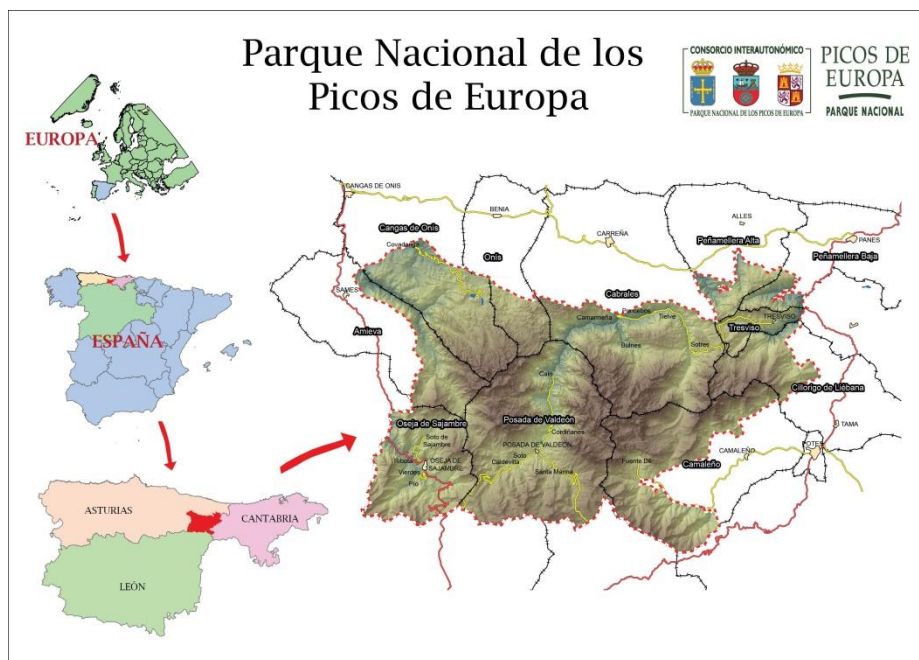 Parque Nacional de los
Picos de Europa
CONSORCIO INTERAUTONÓMICO
PARQUE NACIONAL DE LOS PICOS DE EUROPA
PICOS DE
EUROPA
PARQUE NACIONAL
EUROPA
ESPAÑA
ASTURIAS
CANTABRIA
LEÓN
CANGAS DE ONIS
BENIA
CARREÑA
ALLES
PANES
Cangas de Onís
Covadonga
Onís
Peñamellera Alta
Peñamellera Baja
SAMES
Cabrales
Amieva
Camarmeña
Poncebos
Tielve
TRESVISO
Tresviso
Bulnes
Sotres
Caín
Cillorigo de Liébana
Oseja de Sajambre
Posada de Valdeón
Cordiñanes
Soto de
Sajambre
TAMA
POTES
CAMALEÑO
Ribota
OSEJA DE
SAJAMBRE
POSADA DE VALDEÓN
Soto
Caldevilla
Vierdes
Pío
Santa Marina
Fuente Dé
Camaleño